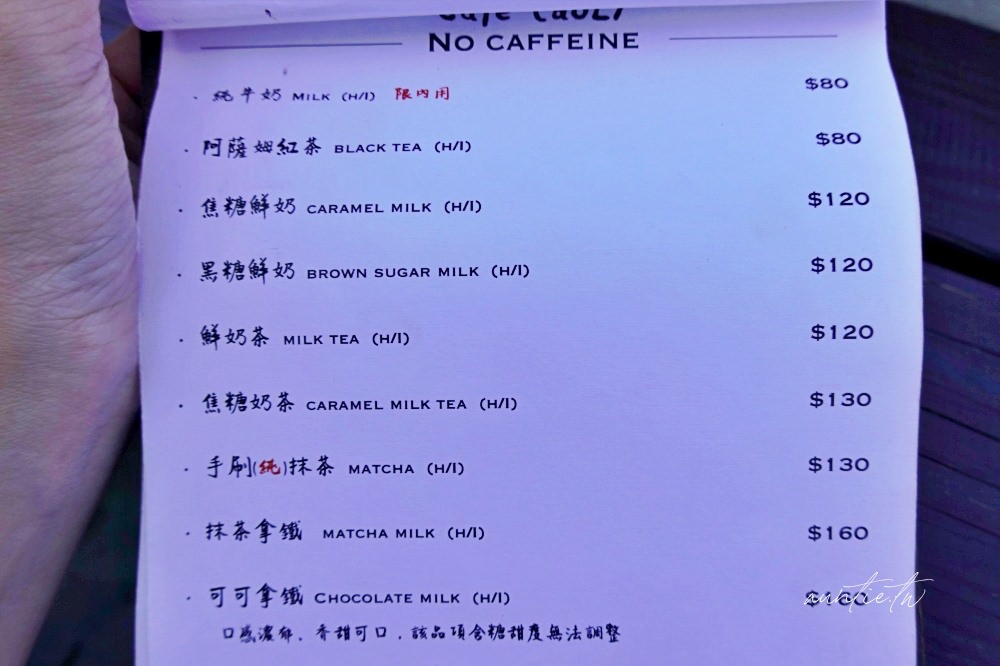 NO CAFFEINE
· 純牛奶 MILK (H/I) 限內用 $80
· 阿薩姆紅茶 BLACK TEA (H/I) $80
· 焦糖鮮奶 CARAMEL MILK (H/I) $120
· 黑糖鮮奶 BROWN SUGAR MILK (H/I) $120
· 鮮奶茶 MILK TEA (H/I) $120
· 焦糖奶茶 CARAMEL MILK TEA (H/I) $130
· 手刷(純)抹茶 MATCHA (H/I) $130
· 抹茶拿鐵 MATCHA MILK (H/I) $160
· 可可拿鐵 CHOCOLATE MILK (H/I)
口感濃郁, 香甜可口, 該品項含糖甜度無法調整
auntie.tw